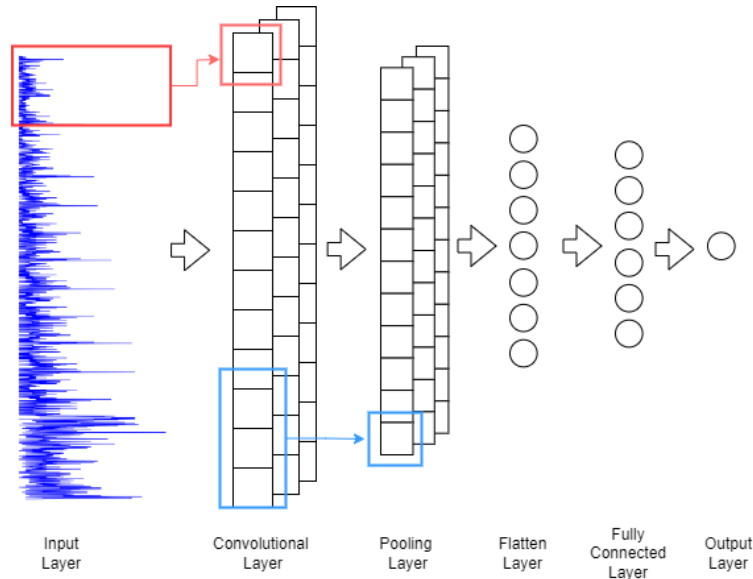 Input
Layer
Convolutional
Layer
Pooling
Layer
Flatten
Layer
Fully
Connected
Layer
Output
Layer